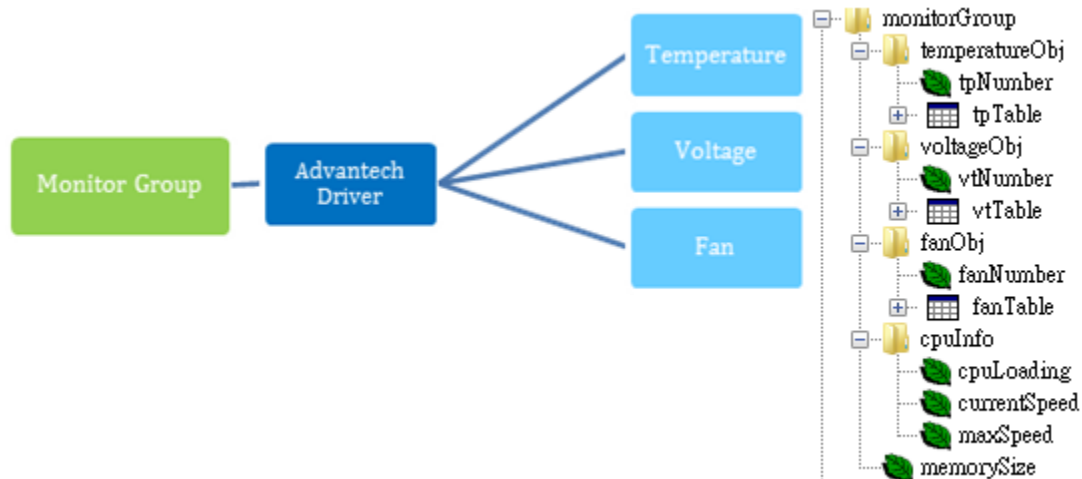 Monitor Group
Advantech
Driver
Temperature
Voltage
Fan
monitorGroup
temperatureObj
tpNumber
tpTable
voltageObj
vtNumber
vtTable
fanObj
fanNumber
fanTable
cpuInfo
cpuLoading
currentSpeed
maxSpeed
memorySize